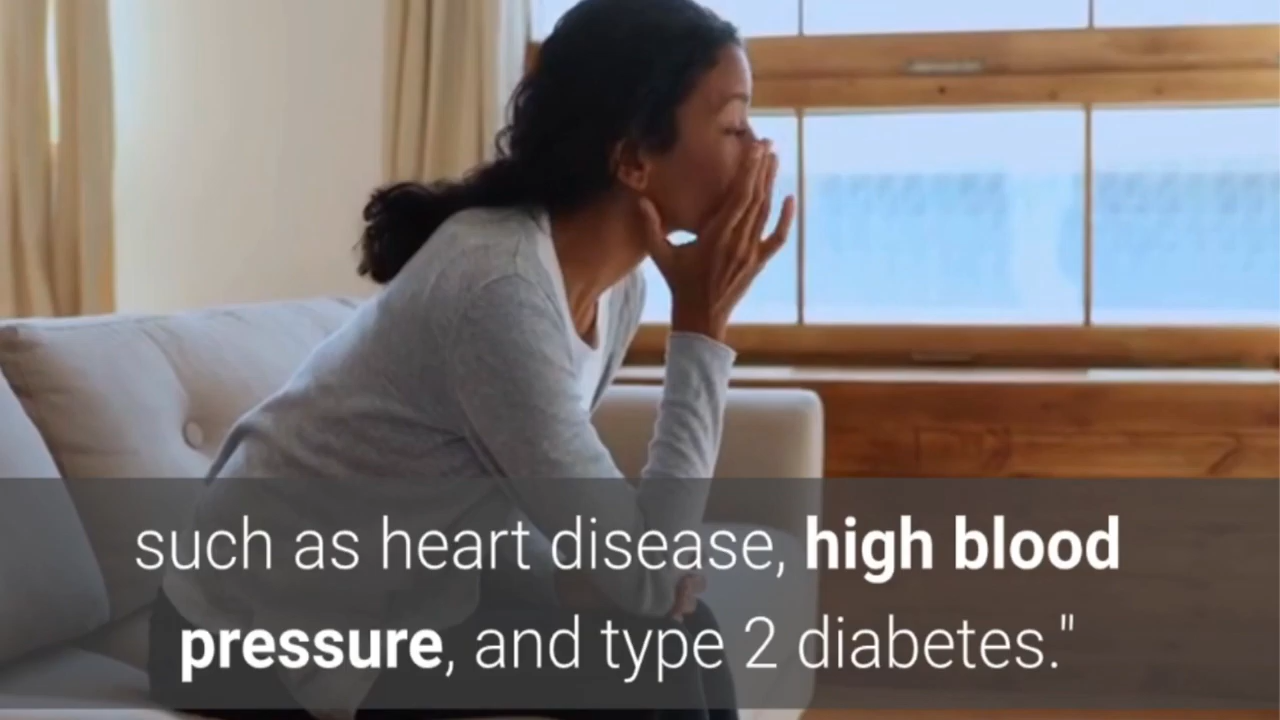 such as heart disease, high blood
pressure, and type 2 diabetes."